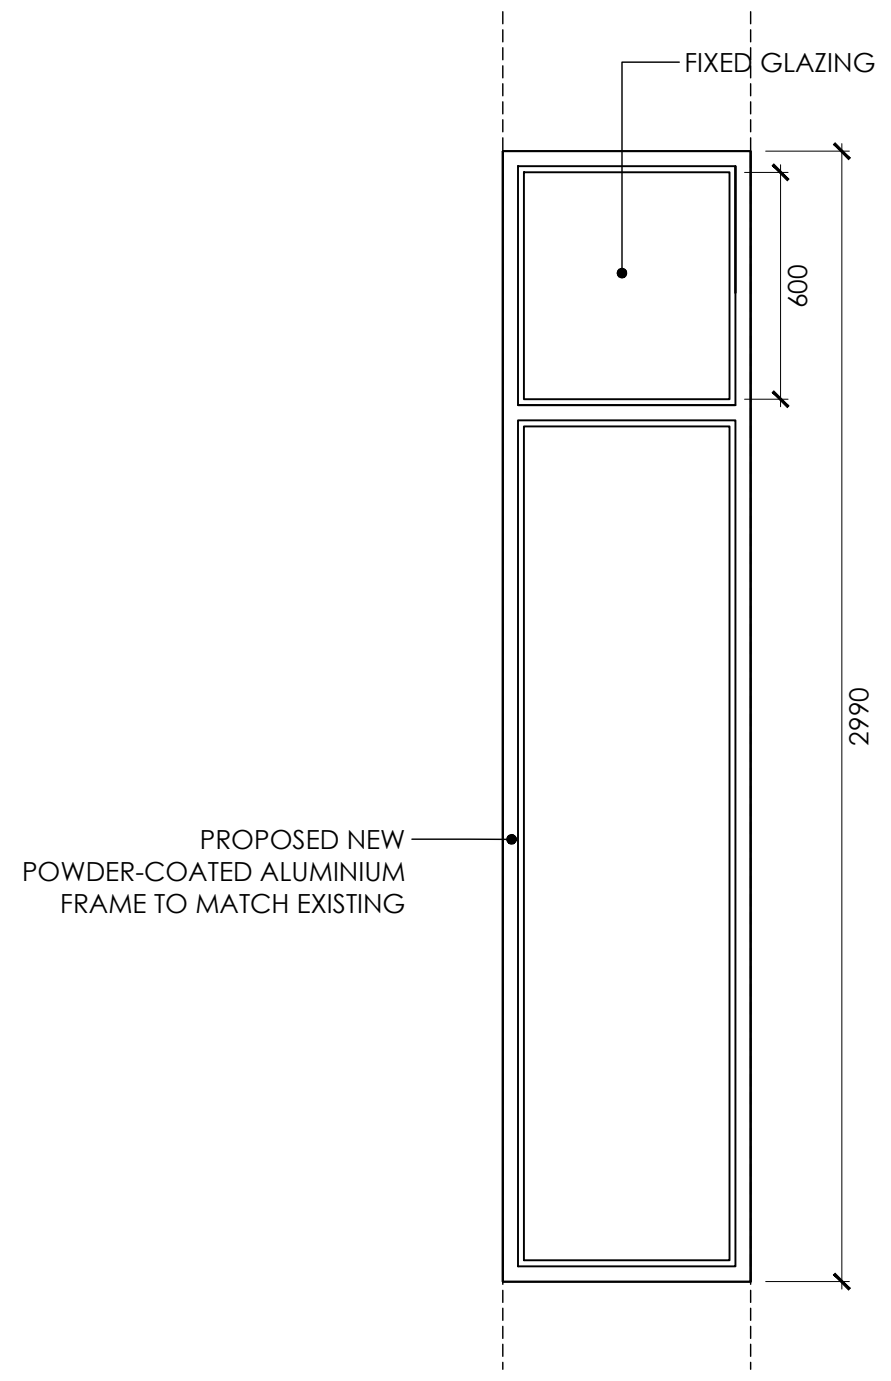 FIXED GLAZING
600
2990
PROPOSED NEW
POWDER-COATED ALUMINIUM
FRAME TO MATCH EXISTING